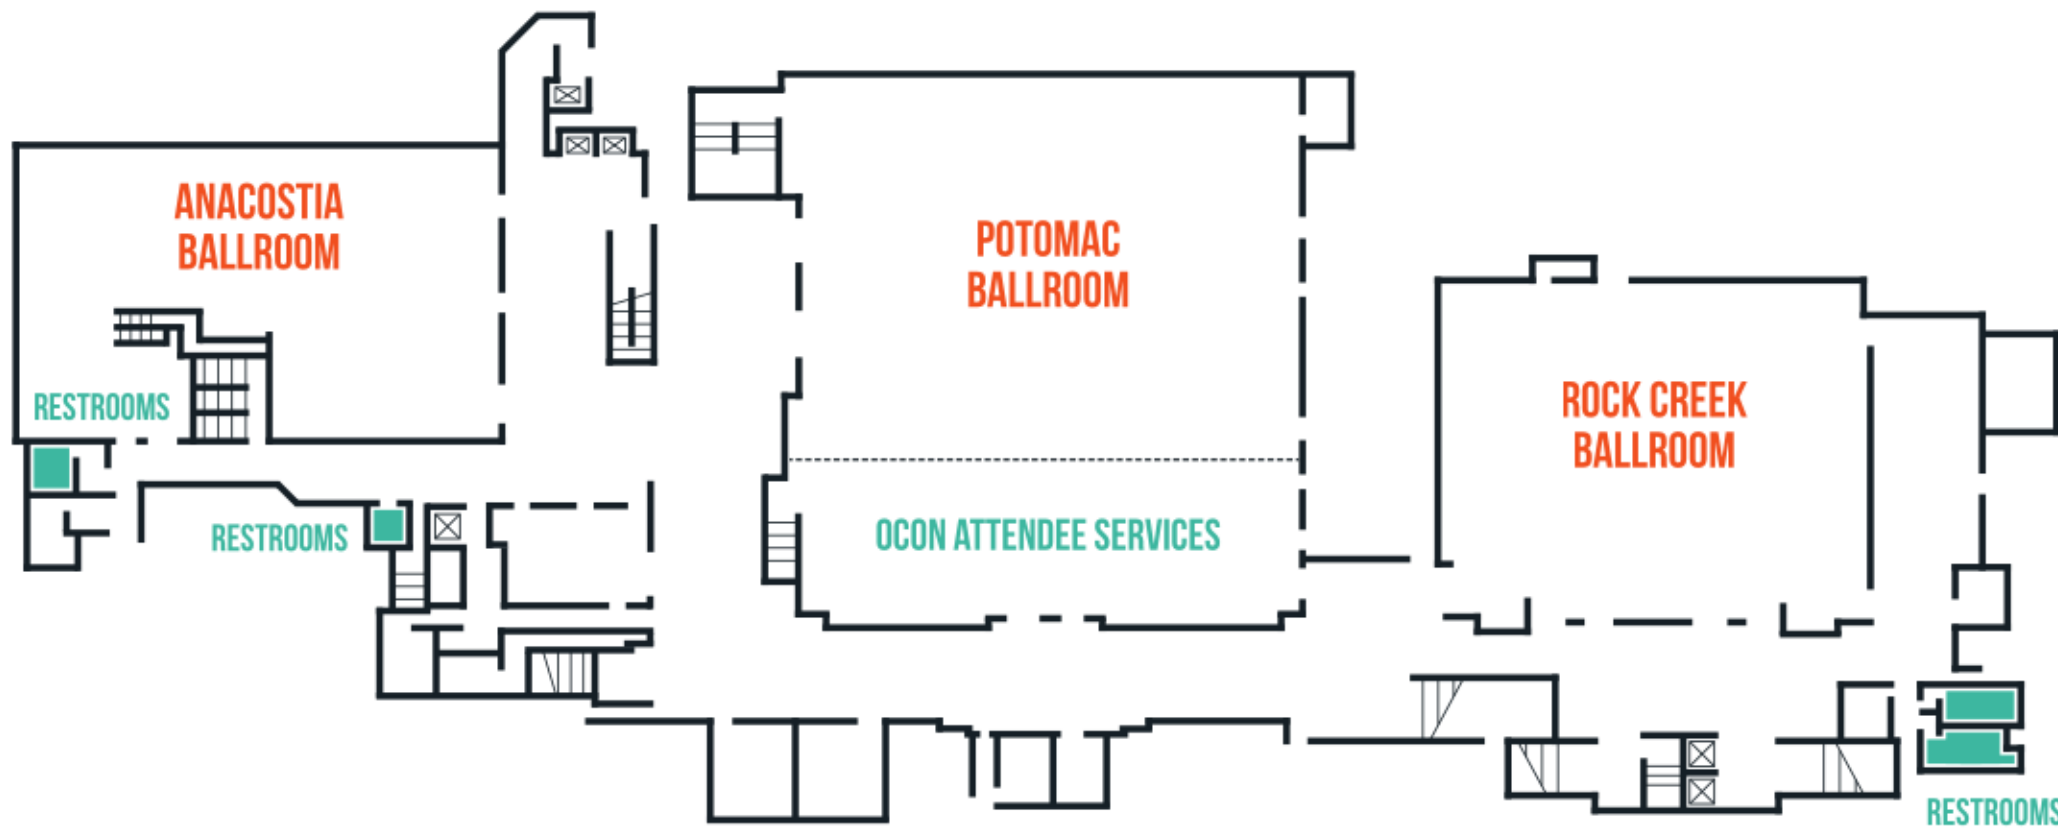 ANACOSTIA
BALLROOM
POTOMAC
BALLROOM
ROCK CREEK
BALLROOM
RESTROOMS
RESTROOMS
OCON ATTENDEE SERVICES
RESTROOMS